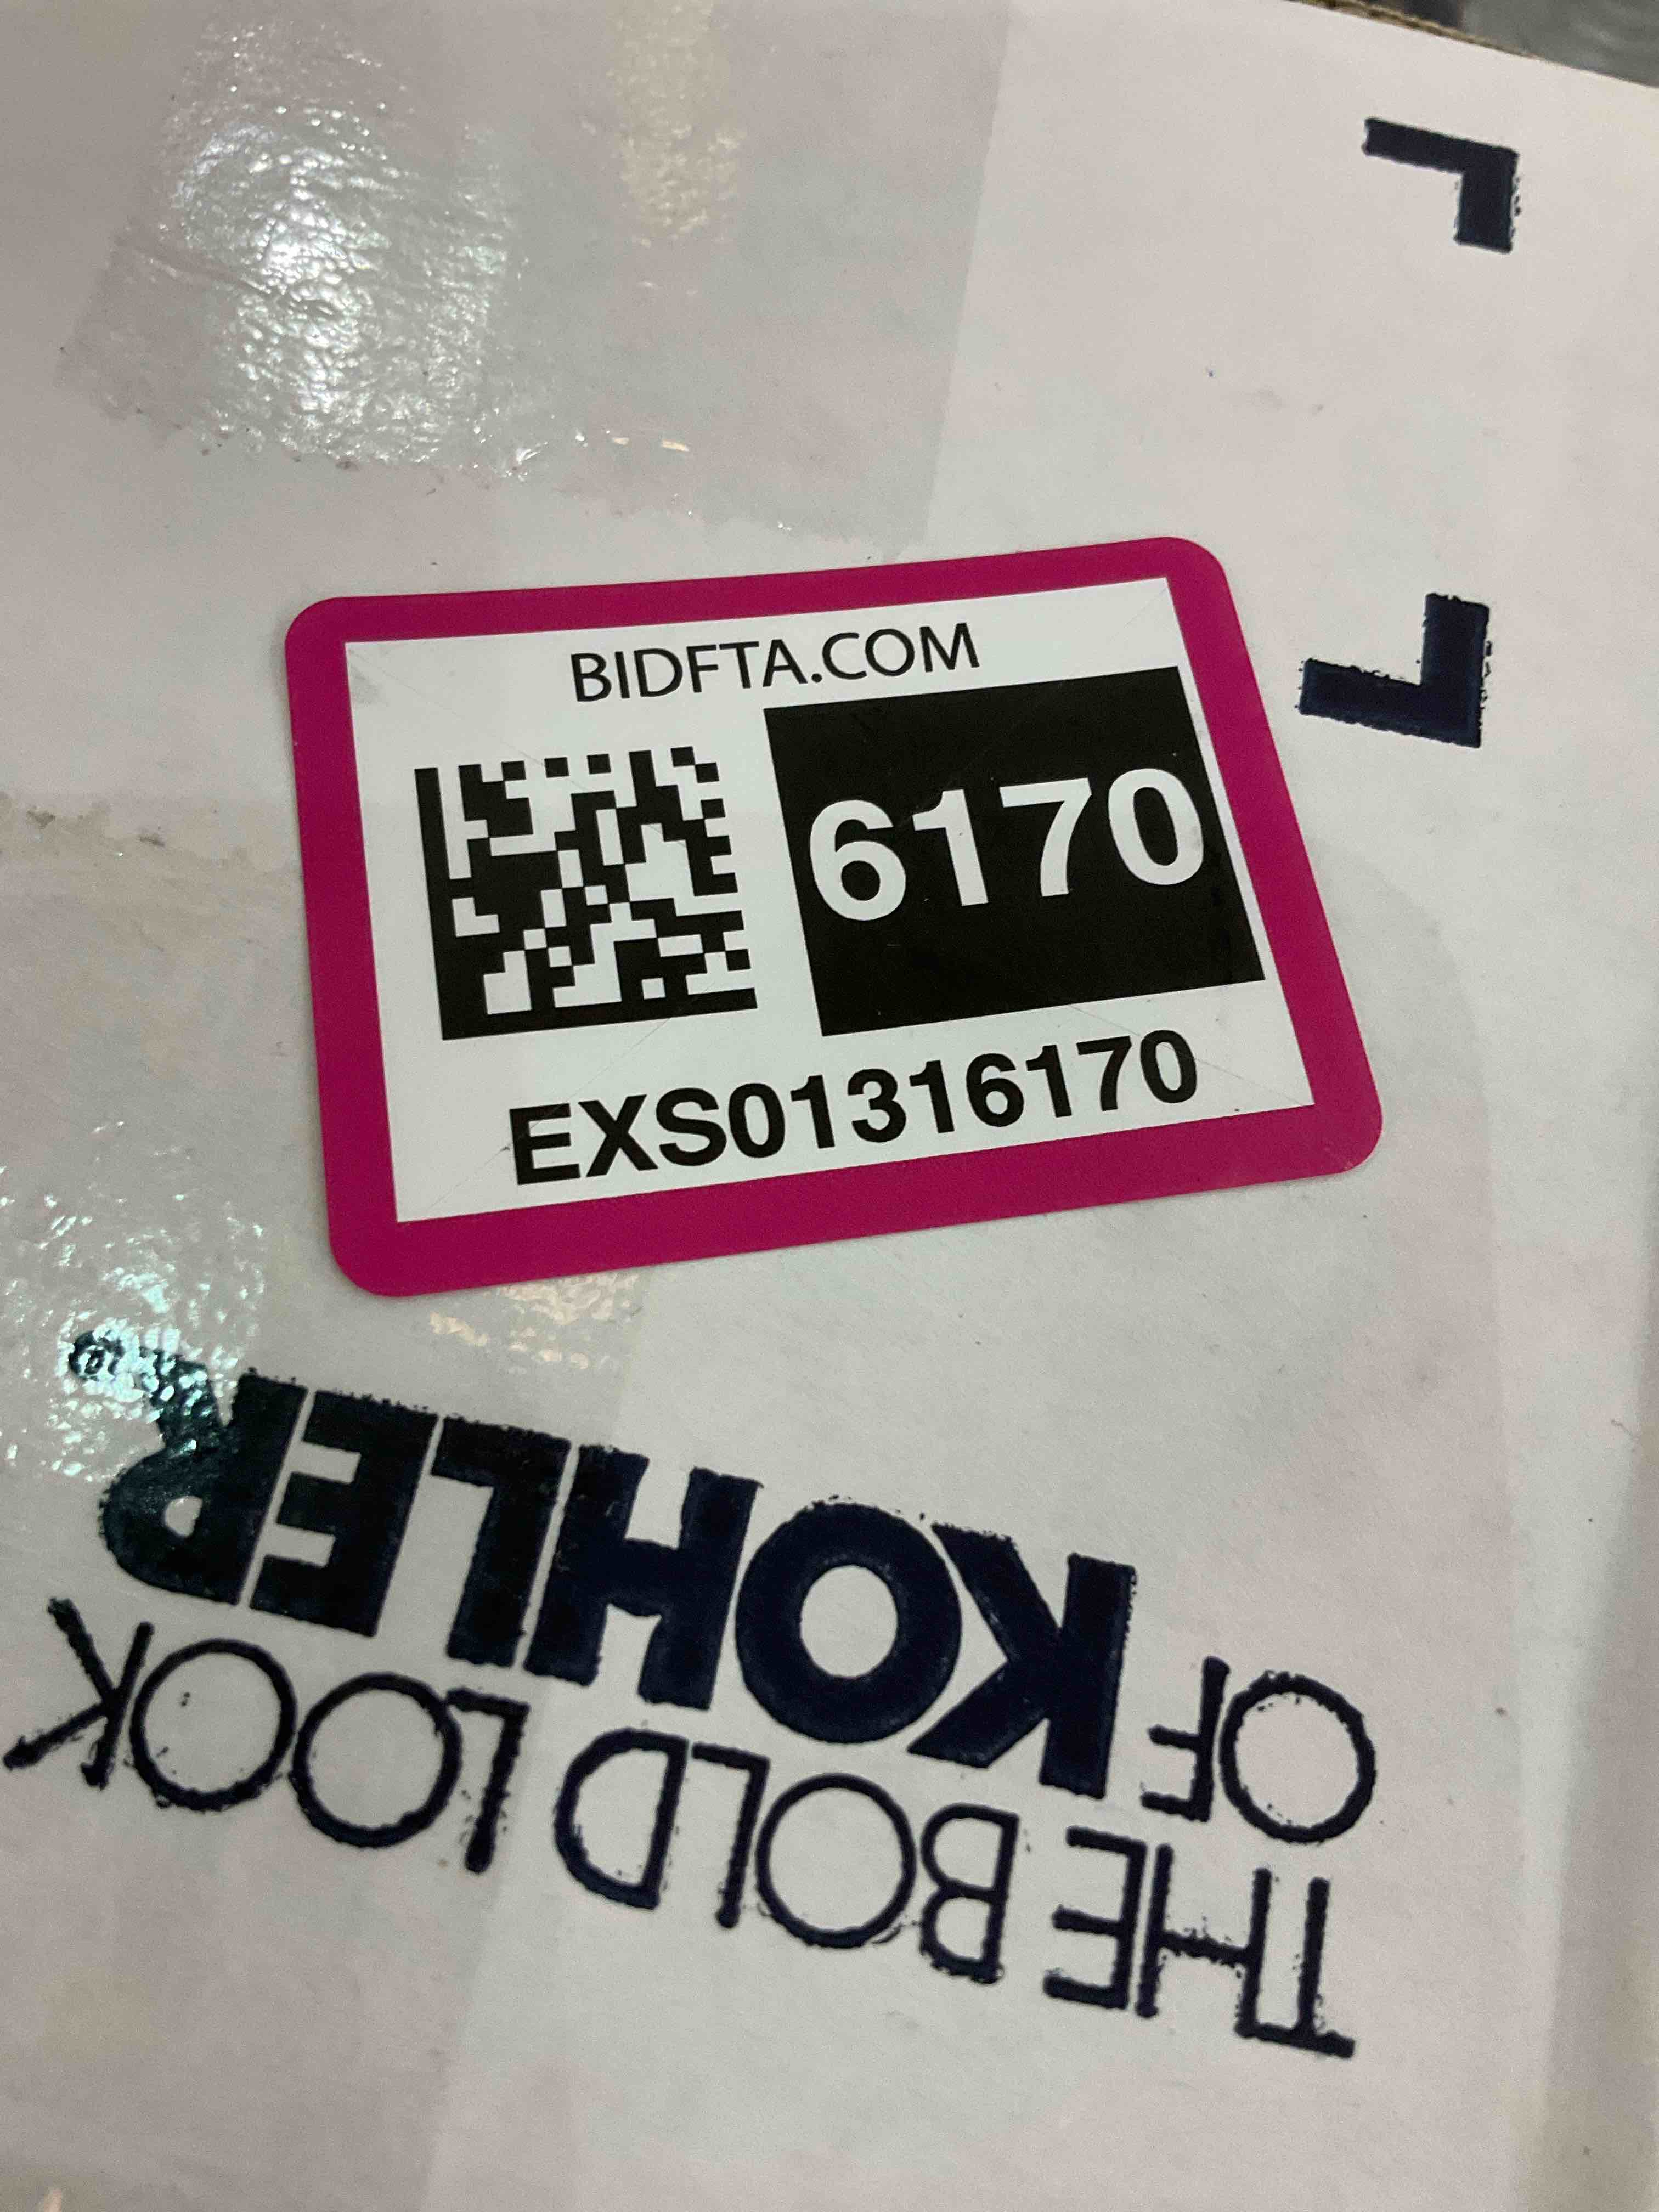 BIDFTA.COM
6170
EXS01316170
THE BOLD LOOK
OF KOHLER®